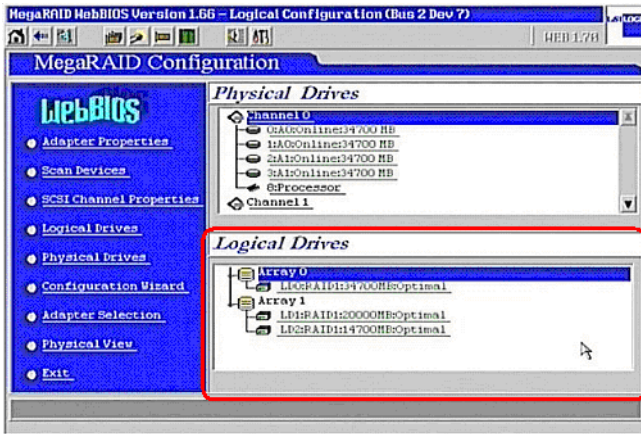 MegaRAID WebBIOS Version 1.66 – Logical Configuration (Bus 2 Dev 7)
WEB 1.70
LSI LOGIC
MegaRAID Configuration
WebBIOS
Adapter Properties
Scan Devices
SCSI Channel Properties
Logical Drives
Physical Drives
Configuration Wizard
Adapter Selection
Physical View
Exit
Physical Drives
Channel 0
0:A0:Online:34700 MB
1:A0:Online:34700 MB
2:A1:Online:34700 MB
3:A1:Online:34700 MB
8:Processor
Channel 1
Logical Drives
Array 0
LD0:RAID1:34700MB:Optimal
Array 1
LD1:RAID1:20000MB:Optimal
LD2:RAID1:14700MB:Optimal